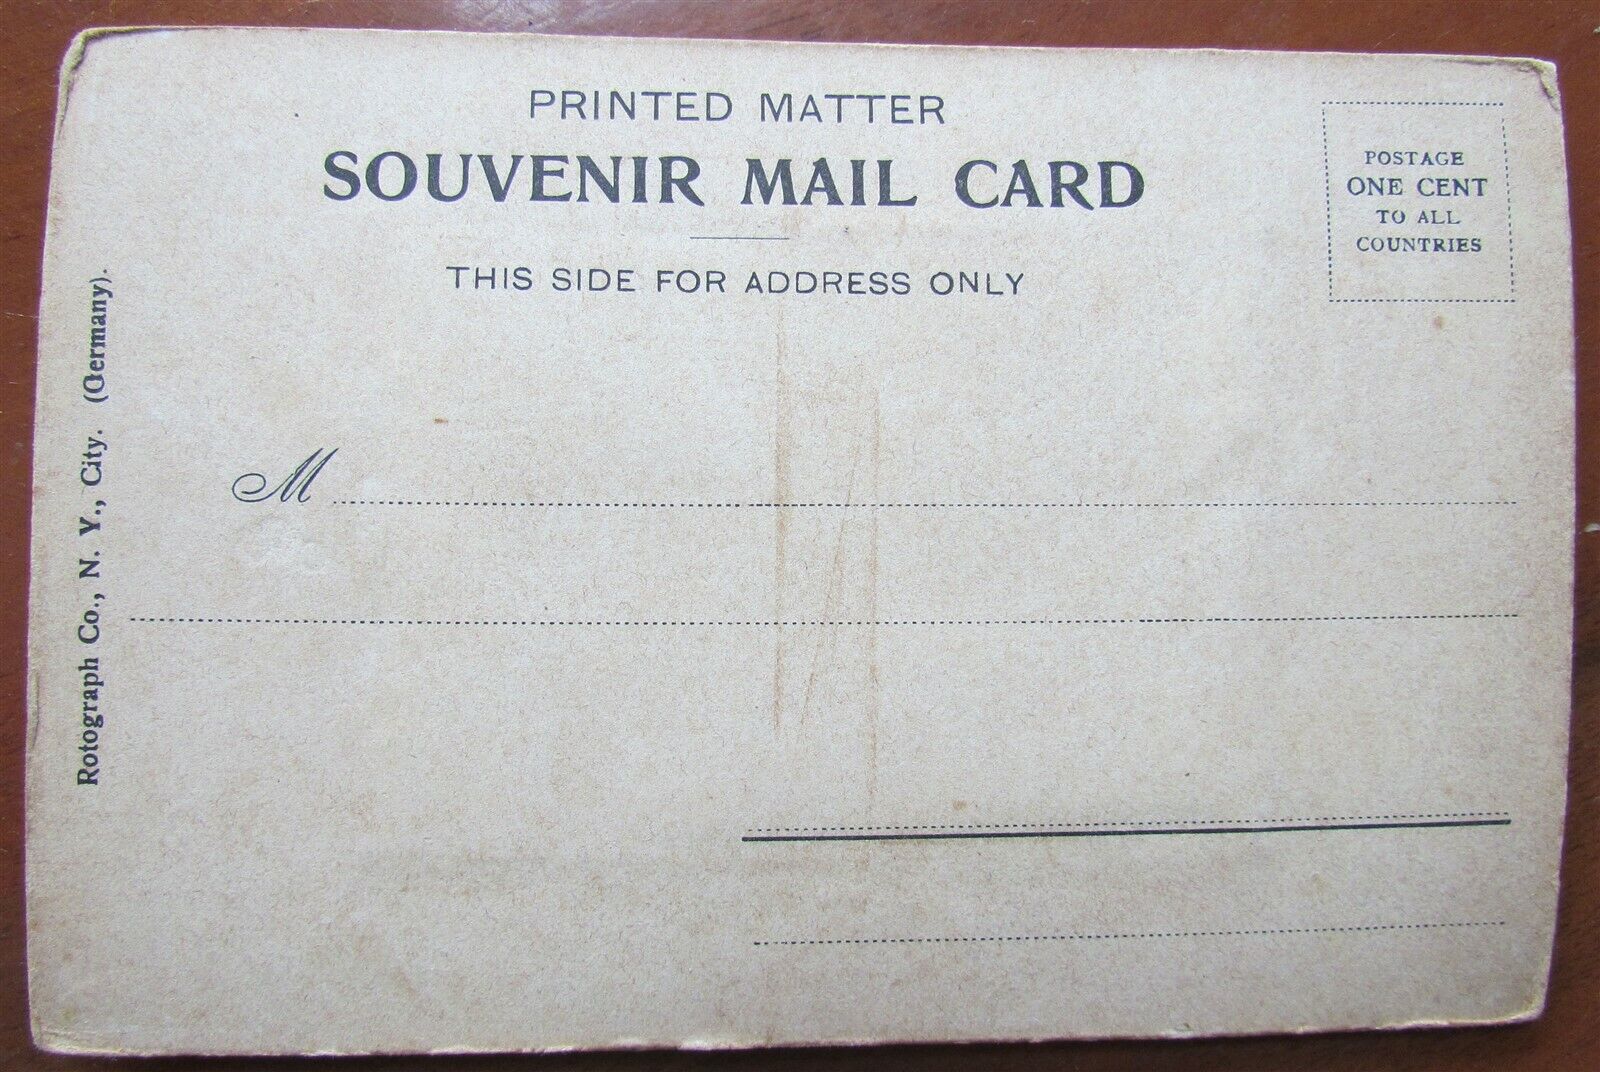 PRINTED MATTER
SOUVENIR MAIL CARD
THIS SIDE FOR ADDRESS ONLY
POSTAGE
ONE CENT
TO ALL
COUNTRIES
M
Rotograph Co., N. Y., City. (Germany).